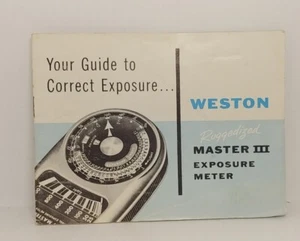 Your Guide to
Correct Exposure...
WESTON
Ruggedized
MASTER III
EXPOSURE
METER